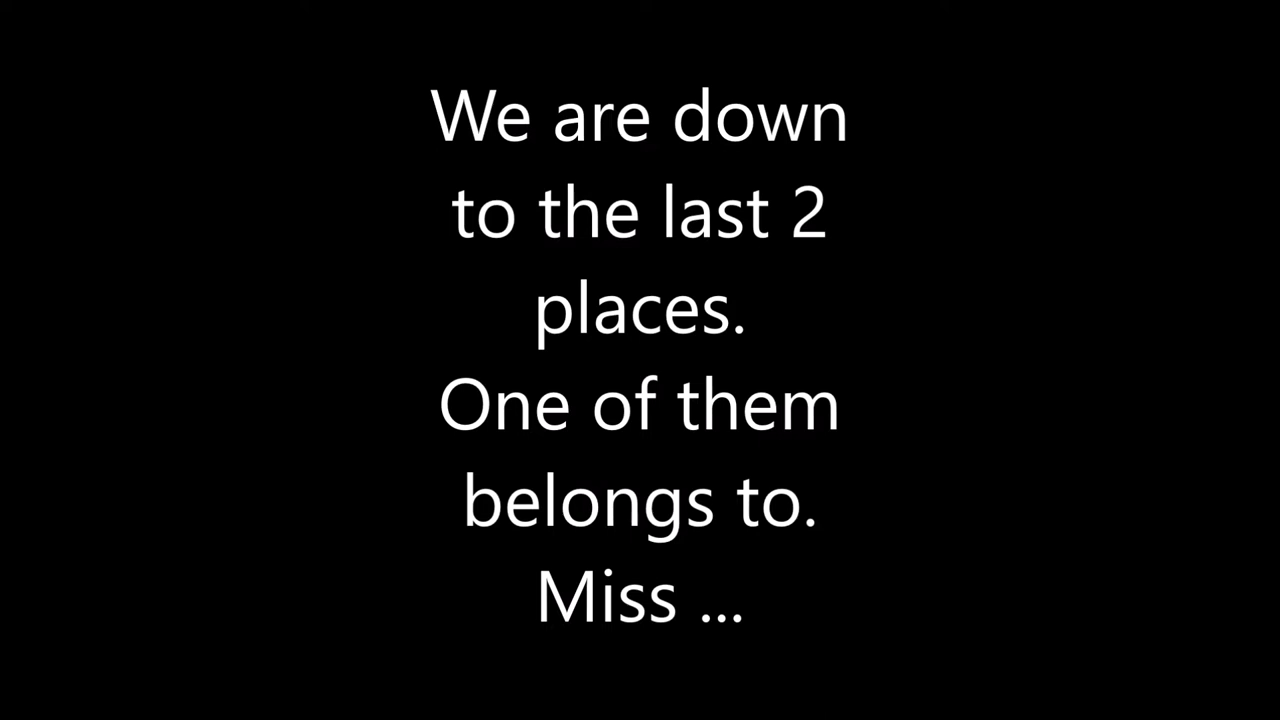 We are down
to the last 2
places.
One of them
belongs to.
Miss ...